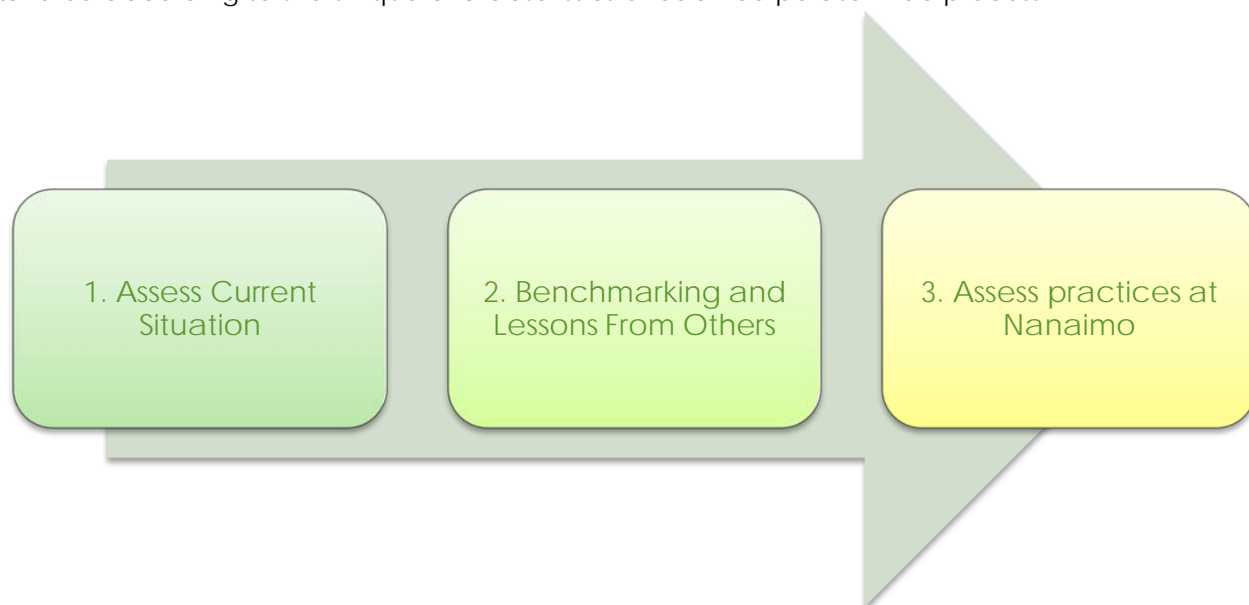 1. Assess Current
Situation
2. Benchmarking and
Lessons From Others
3. Assess practices at
Nanaimo